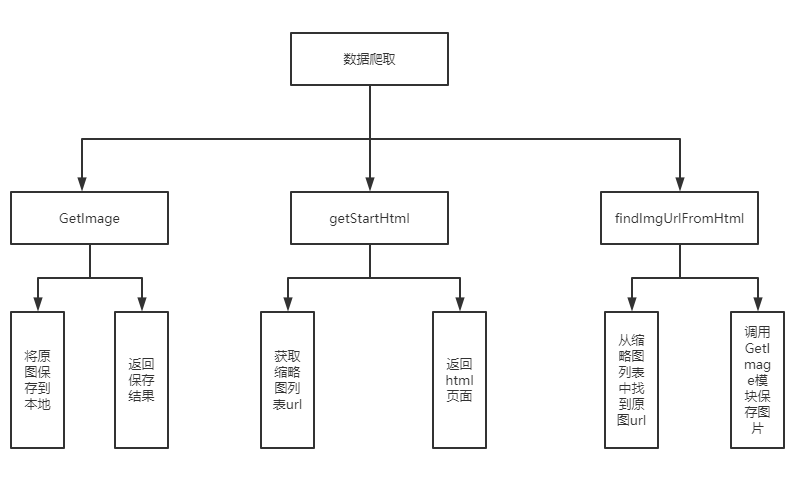 数据爬取
GetImage
getStartHtml
findImgUrlFromHtml
将原
图保
存到
本地
返回
保存
结果
获取
缩略
图列
表url
返回
html
页面
从缩
略图
列表
中找
到原
图url
调用
GetI
mag
e模
块保
存图
片